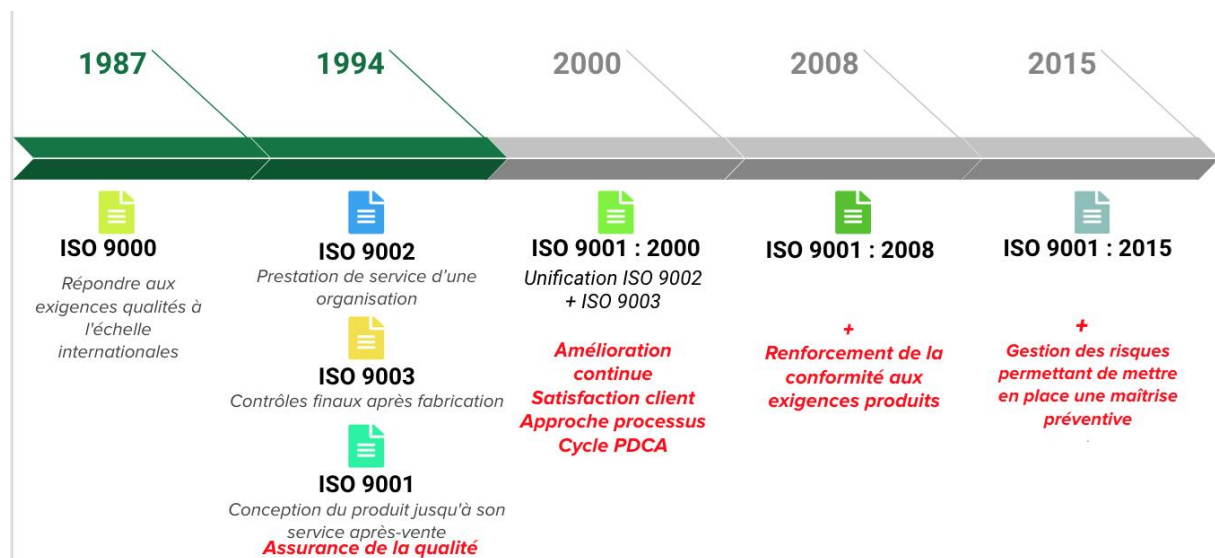 1987
1994
2000
2008
2015
ISO 9000
Répondre aux
exigences qualités à
l'échelle
internationales
ISO 9002
Prestation de service d'une
organisation
ISO 9003
Contrôles finaux après fabrication
ISO 9001
Conception du produit jusqu'à son
service après-vente
Assurance de la qualité
ISO 9001 : 2000
Unification ISO 9002
+ ISO 9003
Amélioration
continue
Satisfaction client
Approche processus
Cycle PDCA
ISO 9001 : 2008
+
Renforcement de la
conformité aux
exigences produits
ISO 9001 : 2015
+
Gestion des risques
permettant de mettre
en place une maîtrise
préventive
.